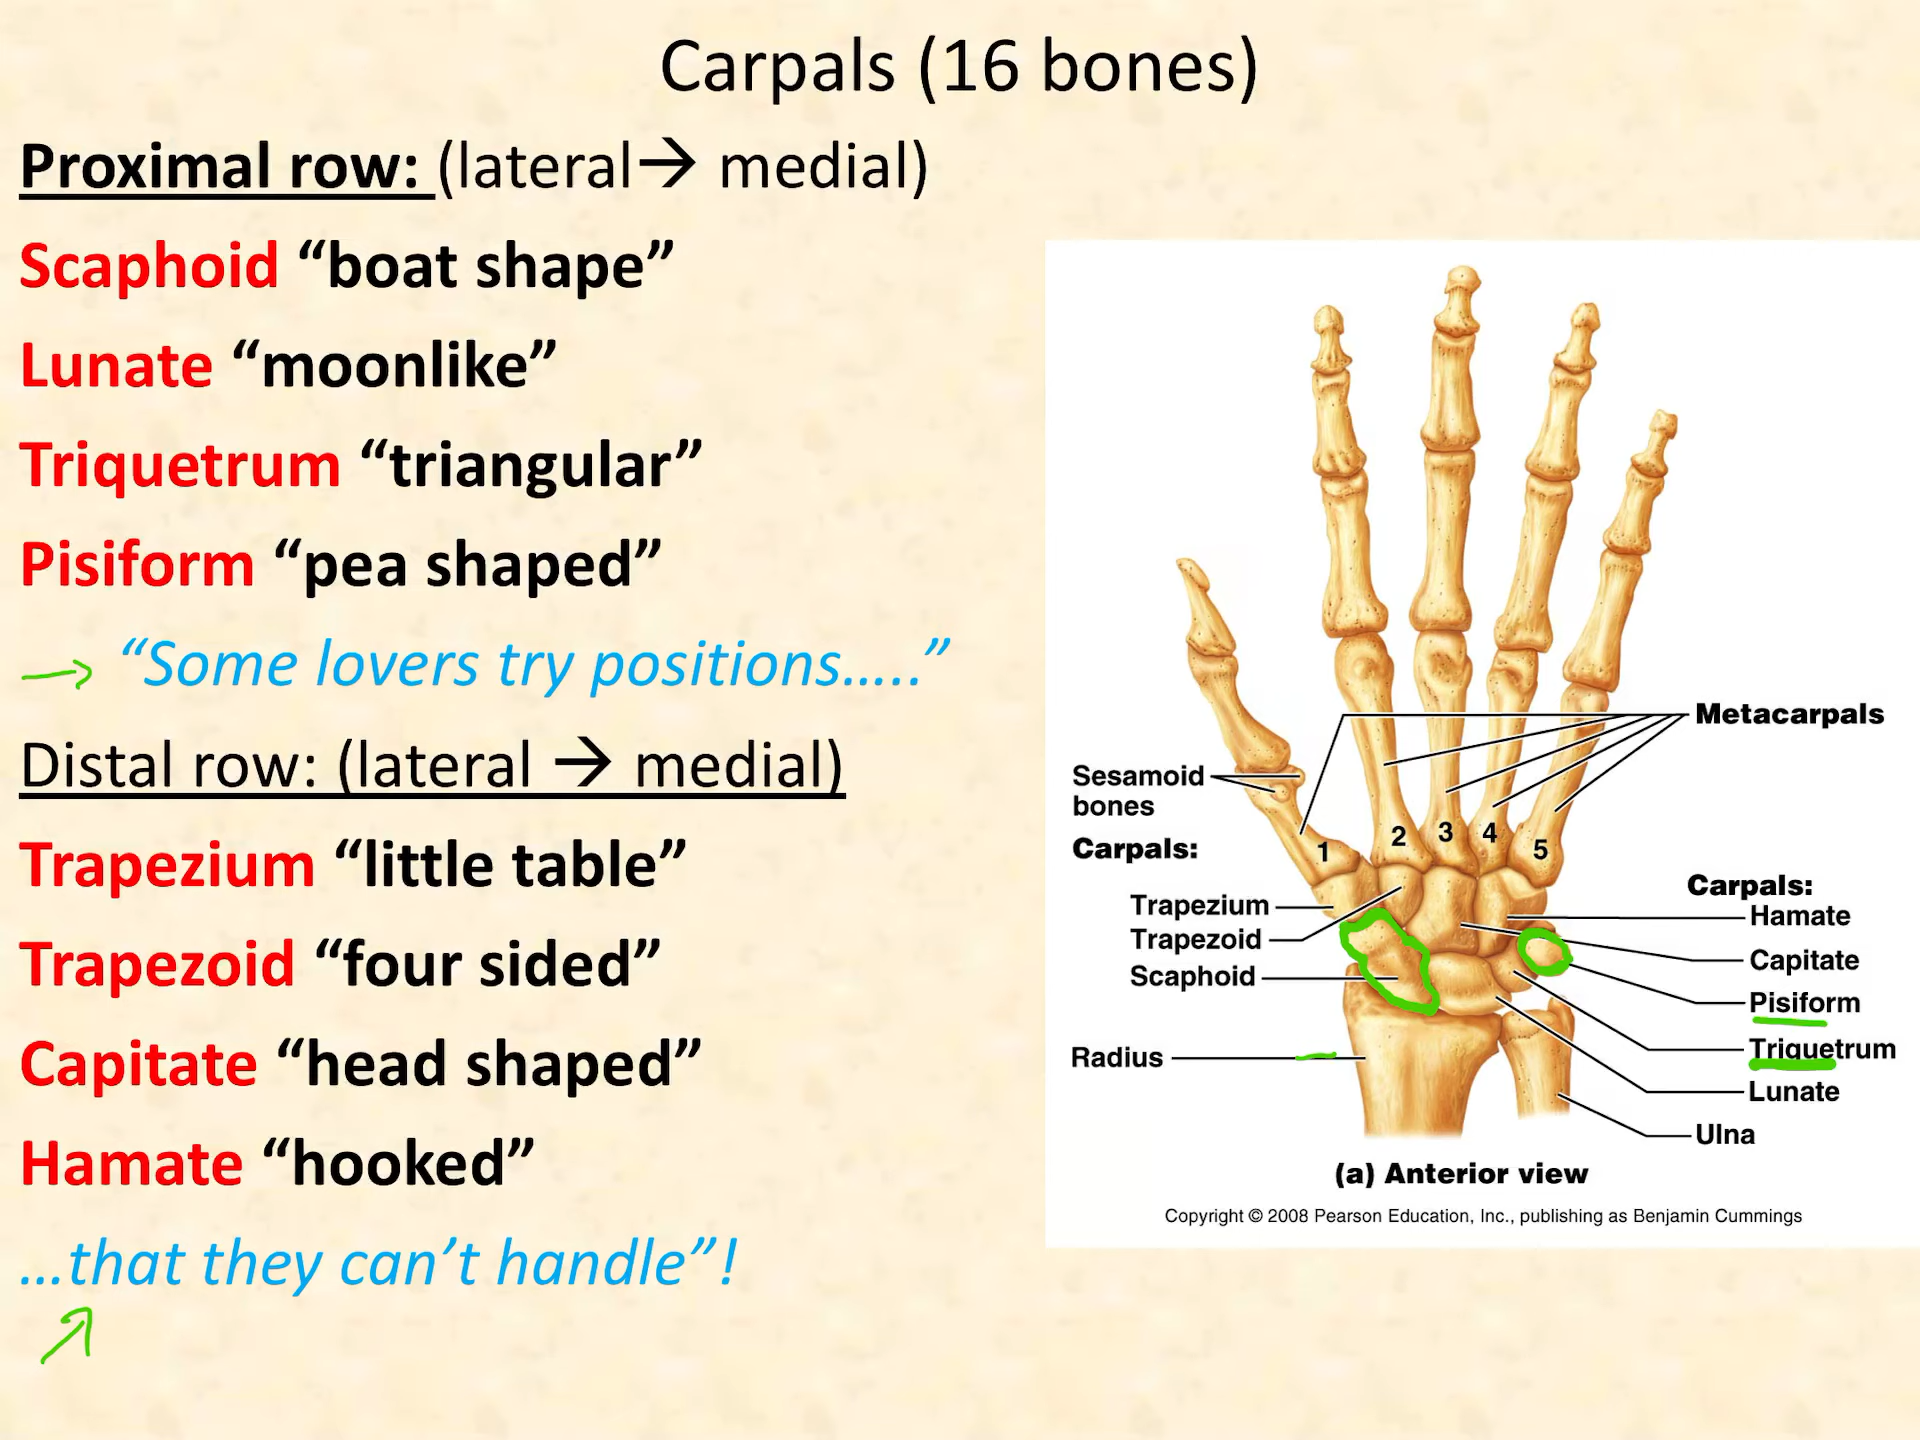 Carpals (16 bones)
Proximal row: (lateral→ medial)
Scaphoid “boat shape”
Lunate “moonlike”
Triquetrum “triangular”
Pisiform “pea shaped”
“Some lovers try positions…..”
Distal row: (lateral → medial)
Trapezium “little table”
Trapezoid “four sided”
Capitate “head shaped”
Hamate “hooked”
…that they can’t handle”!
Metacarpals
Sesamoid
bones
1 2 3 4 5
Carpals:
Trapezium
Trapezoid
Scaphoid
Radius
Carpals:
Hamate
Capitate
Pisiform
Triquetrum
Lunate
Ulna
(a) Anterior view
Copyright © 2008 Pearson Education, Inc., publishing as Benjamin Cummings